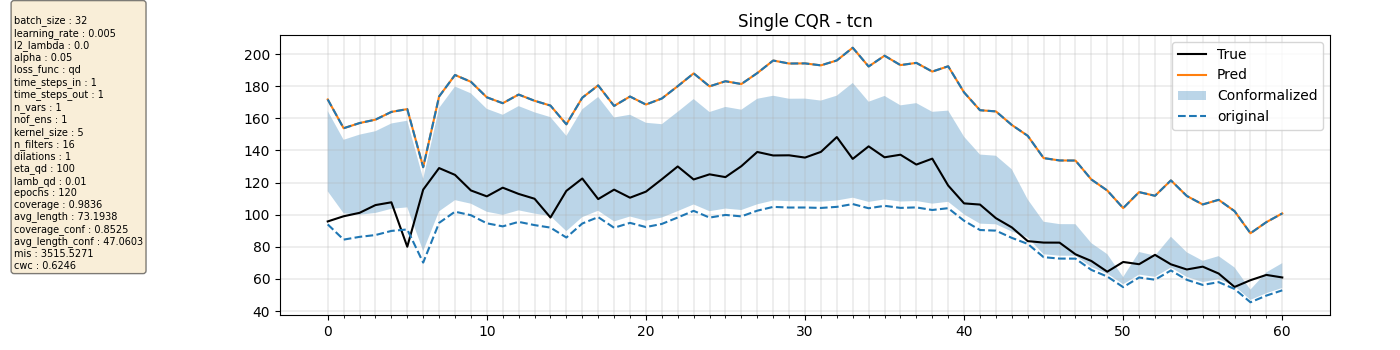 batch_size : 32
learning_rate : 0.005
l2_lambda : 0.0
alpha : 0.05
loss_func : qd
time_steps_in : 1
time_steps_out : 1
n_vars : 1
nof_ens : 1
kernel_size : 5
n_filters : 16
dilations : 1
eta_qd : 100
lamb_qd : 0.01
epochs : 120
coverage : 0.9836
avg_length : 73.1938
coverage_conf : 0.8525
avg_length_conf : 47.0603
mis : 3515.5271
cwc : 0.6246
Single CQR - tcn
200
180
160
140
120
100
80
60
40
True
Pred
Conformalized
original
0 10 20 30 40 50 60